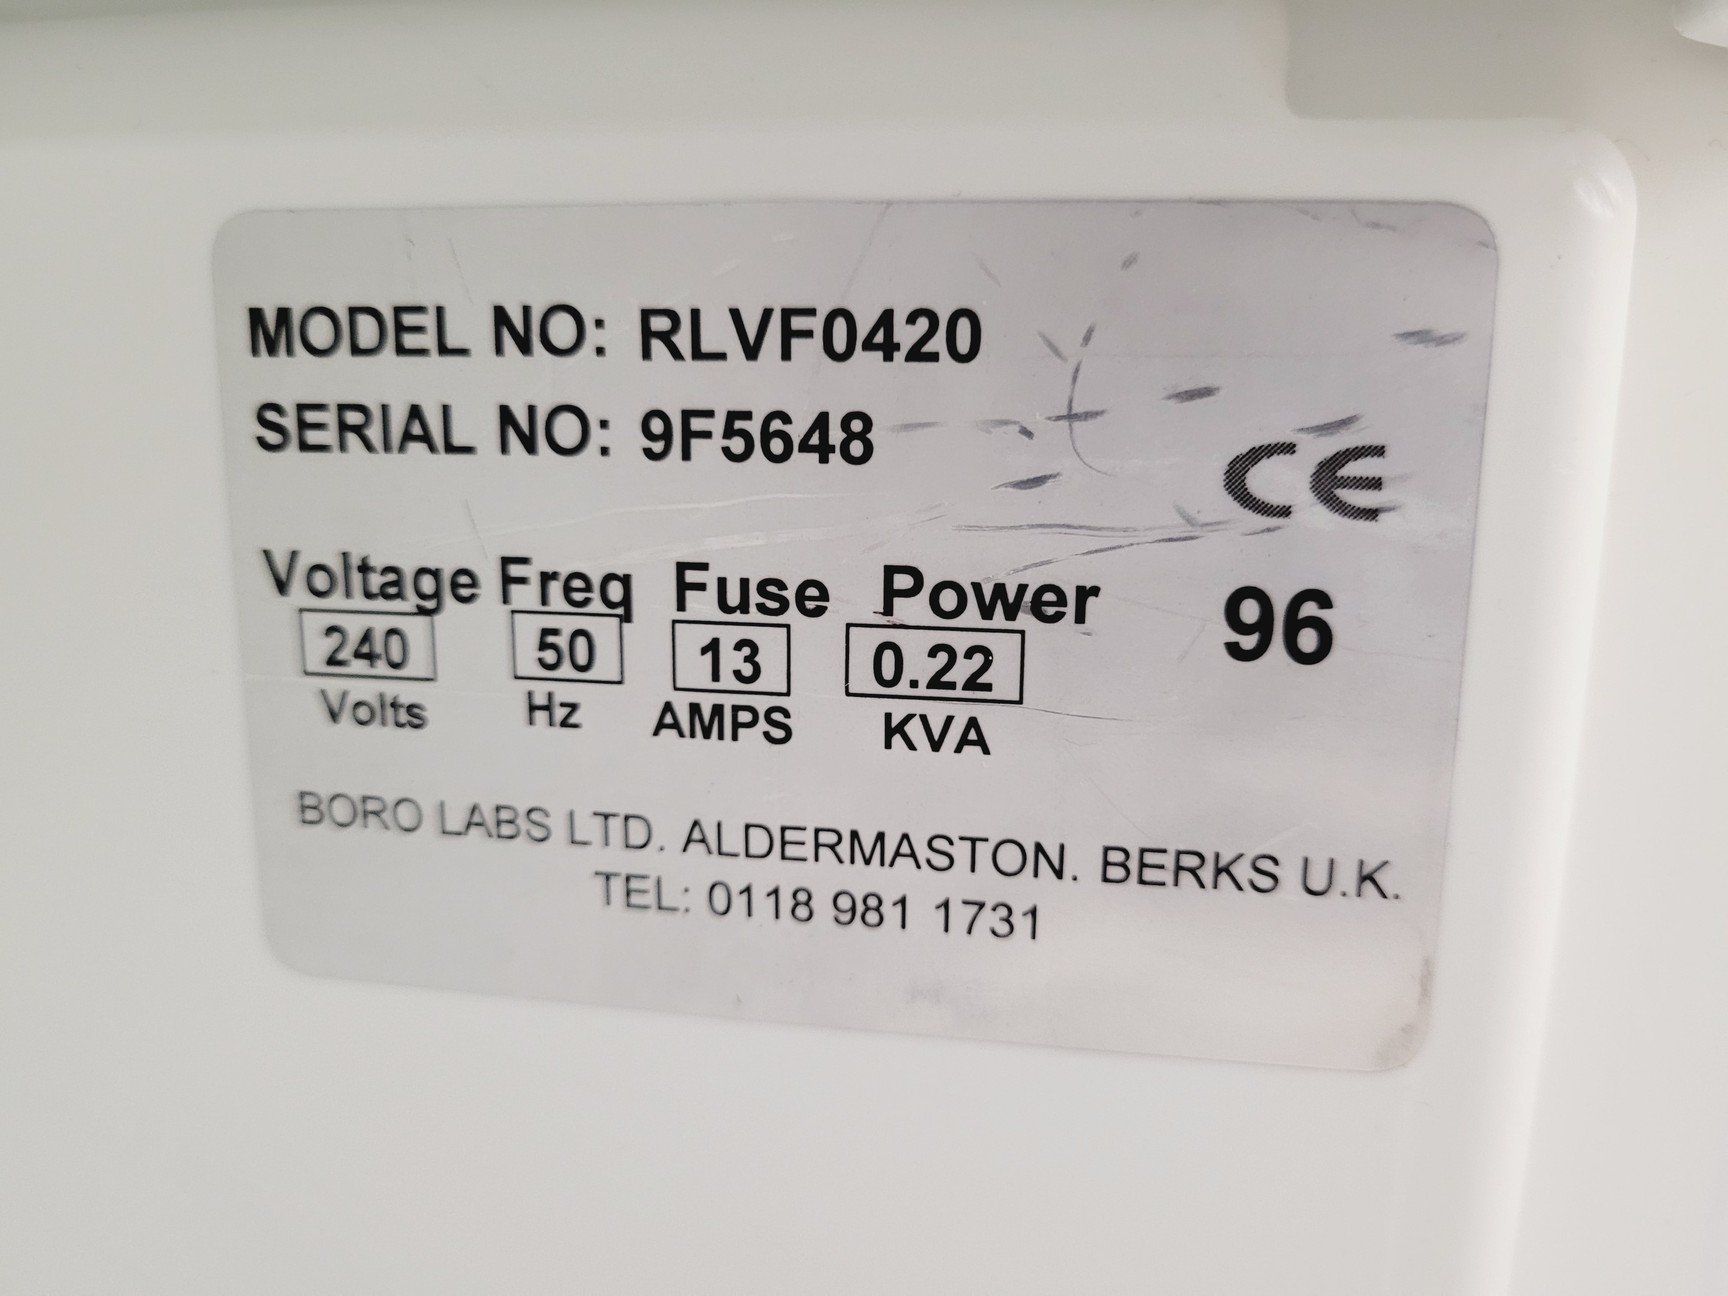 MODEL NO: RLVF0420
SERIAL NO: 9F5648
CE
Voltage Freq Fuse Power
240 50 13 0.22
96
Volts Hz AMPS KVA
BORO LABS LTD. ALDERMASTON. BERKS U.K.
TEL: 0118 981 1731